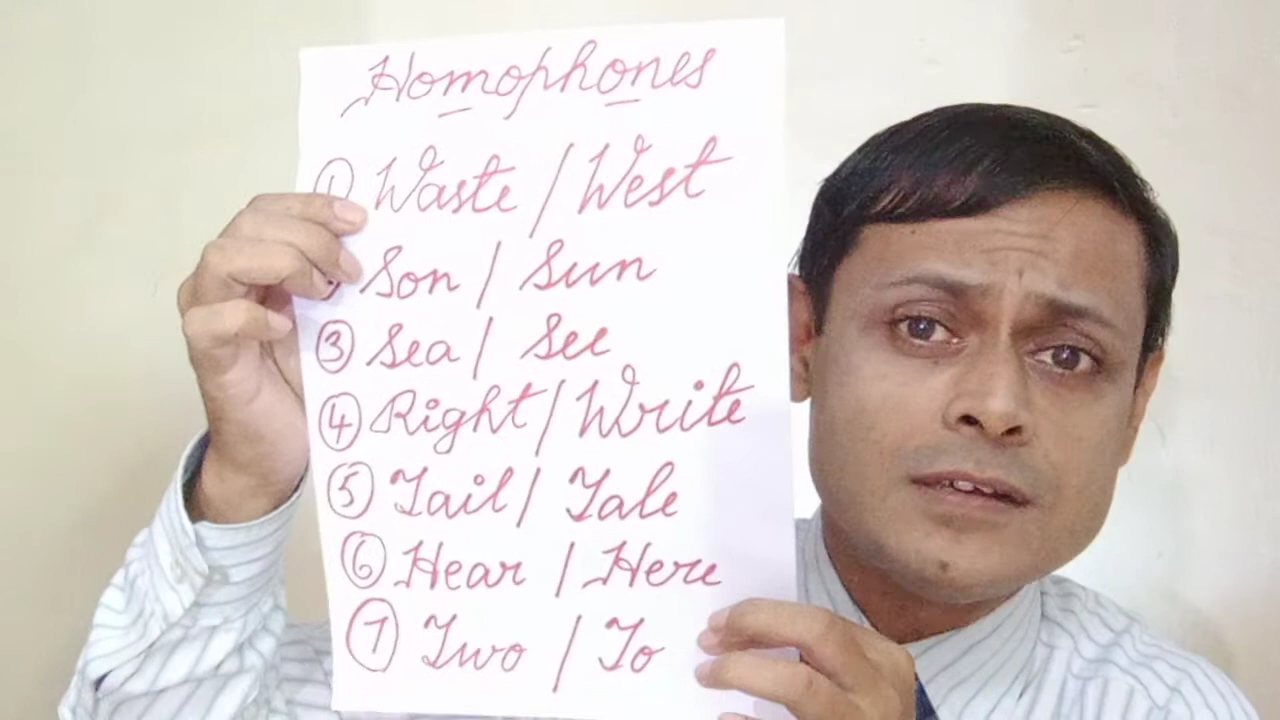 Homophones
① Waste / West
Son / Sun
③ Sea / See
④ Right / Write
⑤ Tail / Tale
⑥ Hear / Here
⑦ Two / To